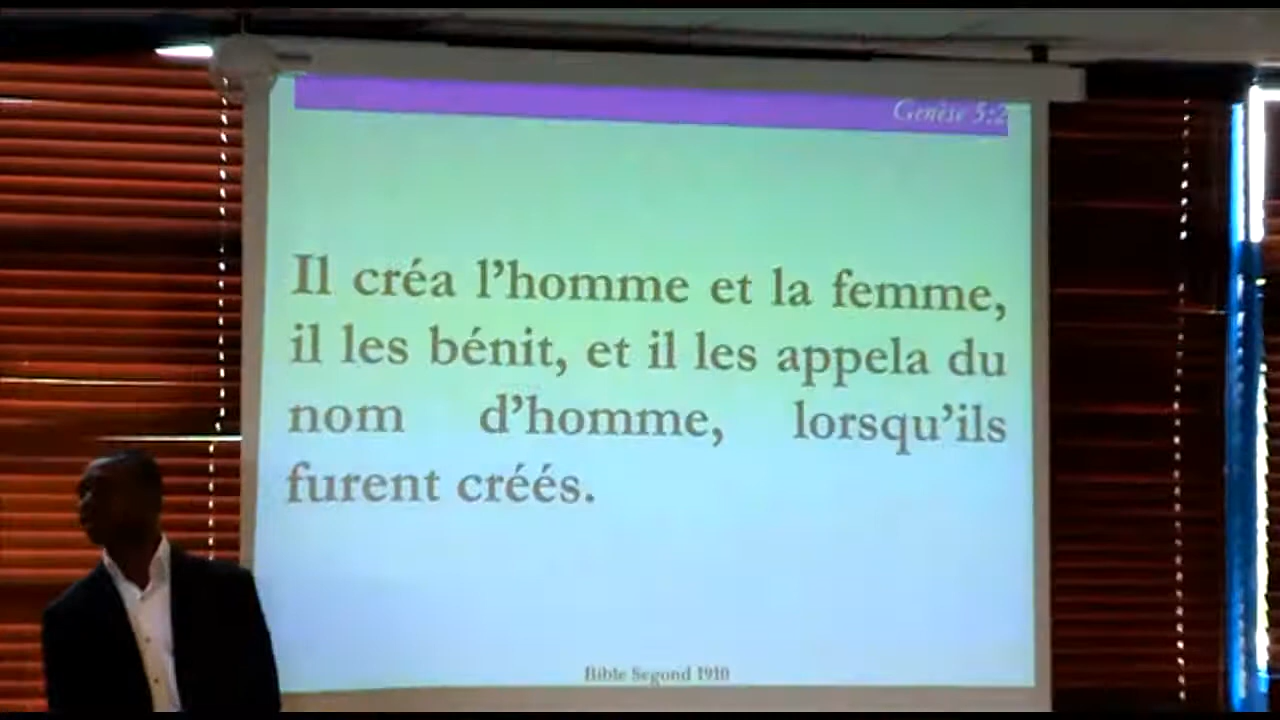 Genèse 5:2
Il créa l'homme et la femme,
il les bénit, et il les appela du
nom d'homme, lorsqu'ils
furent créés.
Bible Segond 1910